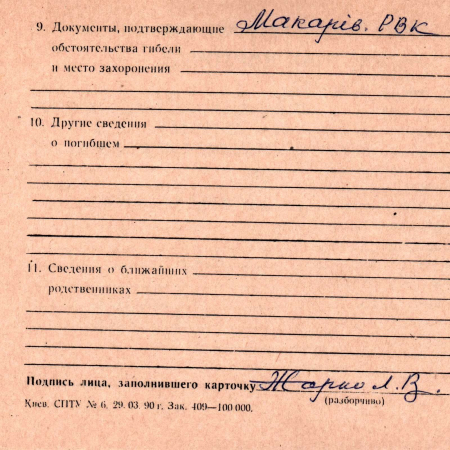 9. Документы, подтверждающие Макарів. РВК
обстоятельства гибели
и место захоронения
10. Другие сведения
о погибшем
11. Сведения о ближайших
родственниках
Подпись лица, заполнившего карточку Жарко Л. В.
(разборчиво)
Киев. СПТУ № 6. 29. 03. 90 г. Зак. 409—100 000.